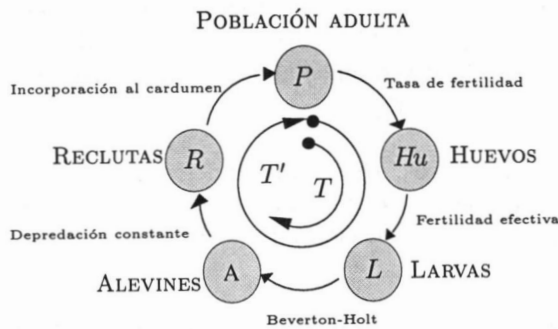 POBLACIÓN ADULTA
P
Incorporación al cardumen
Tasa de fertilidad
RECLUTAS
R
T'
T
Hu
HUEVOS
Depredación constante
Fertilidad efectiva
ALEVINES
A
L
LARVAS
Beverton-Holt